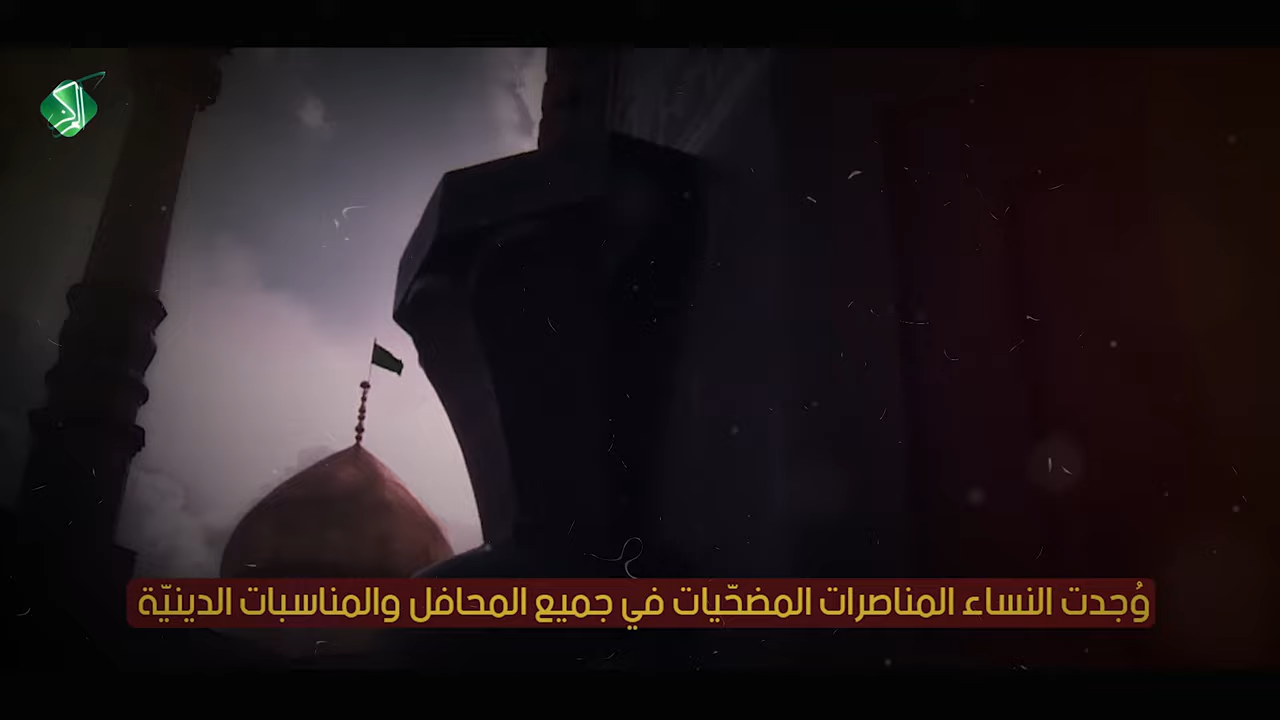 وُجدت النساء المناصرات المضحّيات في جميع المحافل والمناسبات الدينيّة